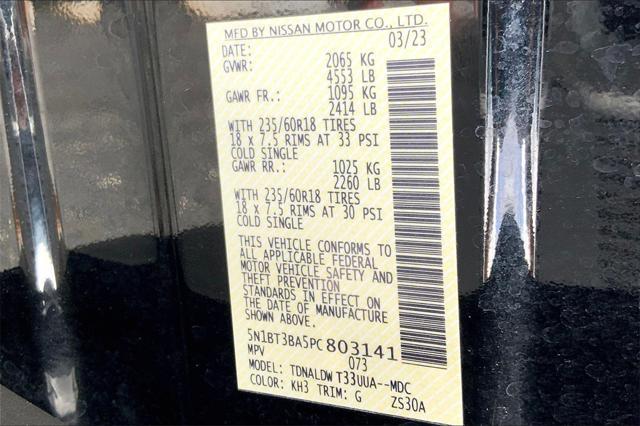 MFD BY NISSAN MOTOR CO., LTD.
DATE: 03/23
GVWR: 2065 KG
4553 LB
GAWR FR.: 1095 KG
2414 LB
WITH 235/60R18 TIRES
18 x 7.5 RIMS AT 33 PSI
COLD SINGLE
GAWR RR.: 1025 KG
2260 LB
WITH 235/60R18 TIRES
18 x 7.5 RIMS AT 30 PSI
COLD SINGLE
THIS VEHICLE CONFORMS TO
ALL APPLICABLE FEDERAL
MOTOR VEHICLE SAFETY AND
THEFT PREVENTION
STANDARDS IN EFFECT ON
THE DATE OF MANUFACTURE
SHOWN ABOVE.
5N1BT3BA5PC803141
MPV 073
MODEL: TDNALDW T33UUA--MDC
COLOR: KH3 TRIM: G ZS30A